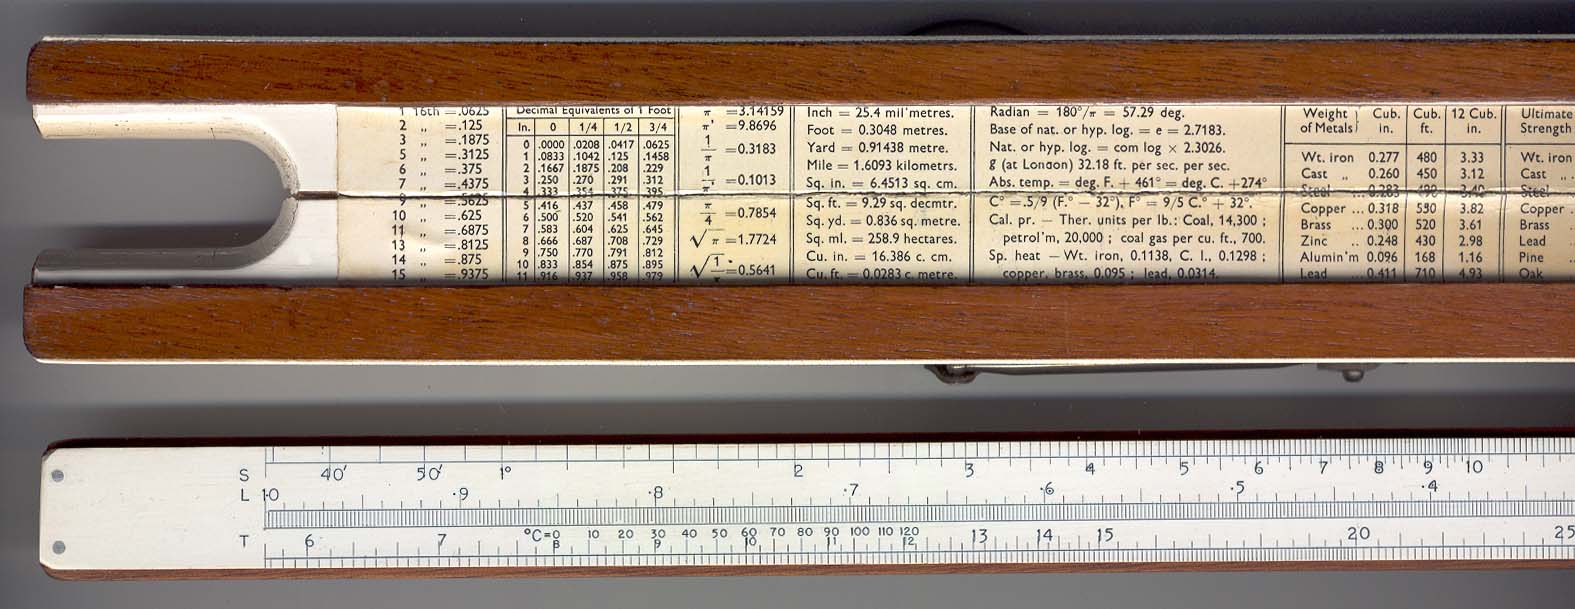 1 16th =.0625
2 „ =.125
3 „ =.1875
5 „ =.3125
6 „ =.375
7 „ =.4375
9 „ =.5625
10 „ =.625
11 „ =.6875
13 „ =.8125
14 „ =.875
15 „ =.9375
Decimal Equivalents of 1 Foot
In. 0 1/4 1/2 3/4
0 .0000 .0208 .0417 .0625
1 .0833 .1042 .125 .1458
2 .1667 .1875 .208 .229
3 .250 .270 .291 .312
4 .333 .354 .375 .395
5 .416 .437 .458 .479
6 .500 .520 .541 .562
7 .583 .604 .625 .645
8 .666 .687 .708 .729
9 .750 .770 .791 .812
10 .833 .854 .875 .895
11 .916 .937 .958 .979
π =3.14159
π² =9.8696
1/π =0.3183
1/π² =0.1013
π/4 =0.7854
√π =1.7724
√1/π =0.5641
Inch = 25.4 mil'metres.
Foot = 0.3048 metres.
Yard = 0.91438 metre.
Mile = 1.6093 kilometrs.
Sq. in. = 6.4513 sq. cm.
Sq. ft. = 9.29 sq. decmtr.
Sq. yd. = 0.836 sq. metre.
Sq. ml. = 258.9 hectares.
Cu. in. = 16.386 c. cm.
Cu. ft. = 0.0283 c. metre.
Radian = 180°/π = 57.29 deg.
Base of nat. or hyp. log. = e = 2.7183.
Nat. or hyp. log. = com log × 2.3026.
g (at London) 32.18 ft. per sec. per sec.
Abs. temp. = deg. F. + 461° = deg. C. +274°
C° = .5/9 (F.° − 32°), F° = 9/5 C.° + 32°.
Cal. pr. — Ther. units per lb.: Coal, 14,300 ;
petrol'm, 20,000 ; coal gas per cu. ft., 700.
Sp. heat — Wt. iron, 0.1138, C. I., 0.1298 ;
copper, brass, 0.095 ; lead, 0.0314.
Weight of Metals Cub. in. Cub. ft. 12 Cub. in.
Wt. iron 0.277 480 3.33
Cast „ 0.260 450 3.12
Steel 0.283 490 3.40
Copper ... 0.318 550 3.82
Brass ... 0.300 520 3.61
Zinc .. 0.248 430 2.98
Alumin'm 0.096 168 1.16
Lead ... 0.411 710 4.93
Ultimate
Strength
Wt. iron
Cast „ .
Steel
Copper .
Brass .
Lead .
Pine ..
Oak
S 40' 50' 1° 2 3 4 5 6 7 8 9 10
L 1·0 ·9 ·8 ·7 ·6 ·5 ·4
°C=0 10 20 30 40 50 60 70 80 90 100 110 120
T 6 7 8 9 10 11 12 13 14 15 20 25